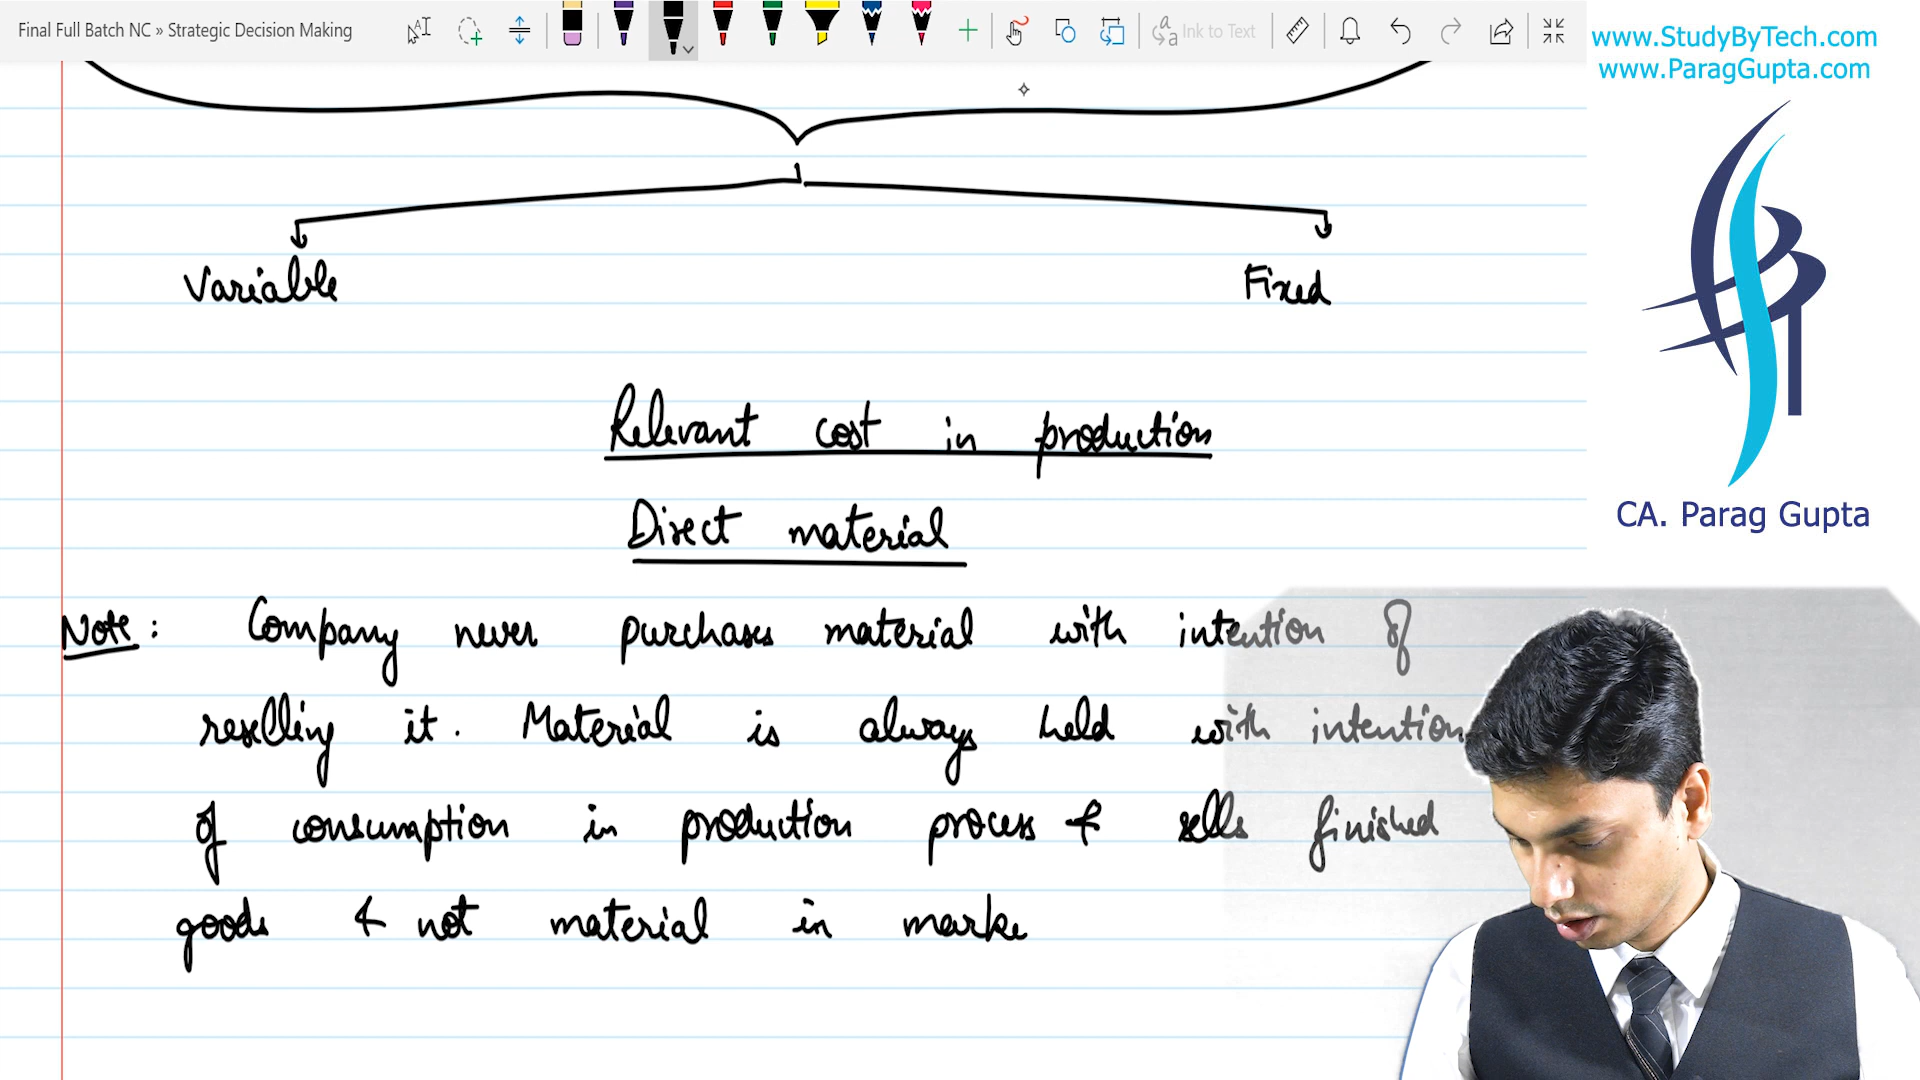 Final Full Batch NC » Strategic Decision Making
Ink to Text
www.StudyByTech.com
www.ParagGupta.com
Variable
Fixed
Relevant cost in production
Direct material
CA. Parag Gupta
Note : Company never purchases material with intention of
reselling it. Material is always held with intention
of consumption in production process & sells finished
goods & not material in marke